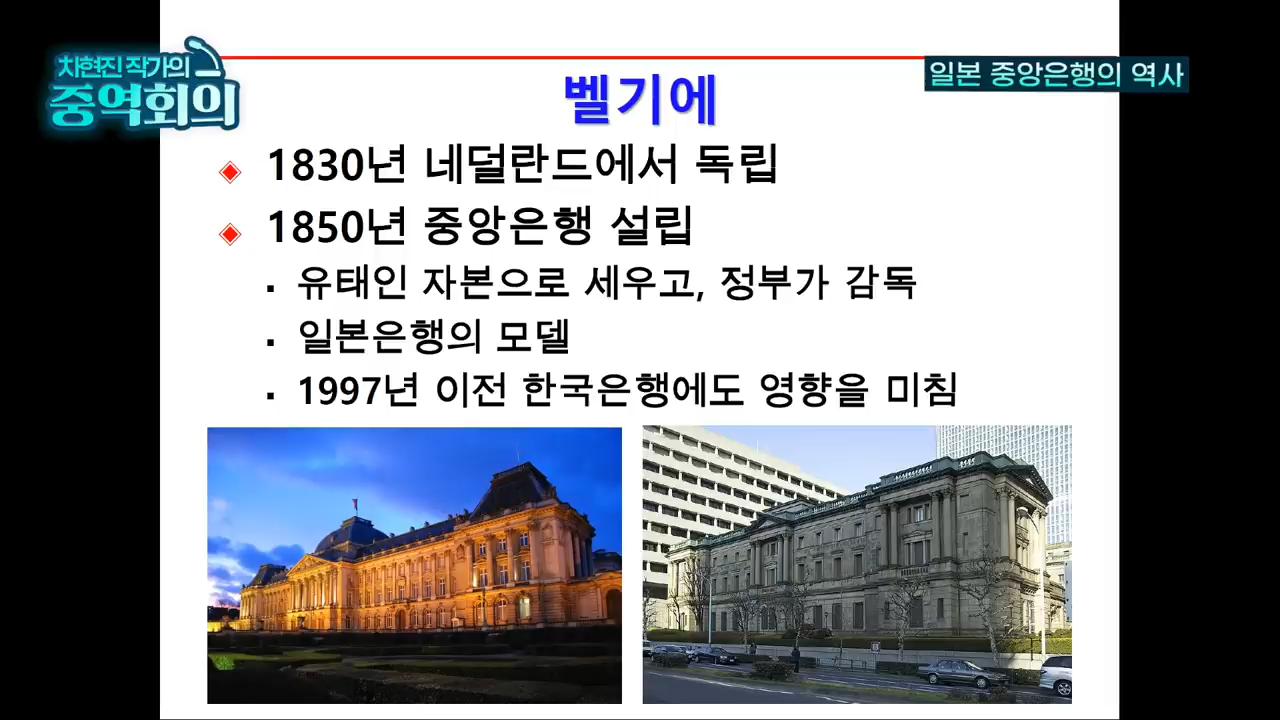 차현진 작가의
중역회의
일본 중앙은행의 역사
벨기에
1830년 네덜란드에서 독립
1850년 중앙은행 설립
유태인 자본으로 세우고, 정부가 감독
일본은행의 모델
1997년 이전 한국은행에도 영향을 미침